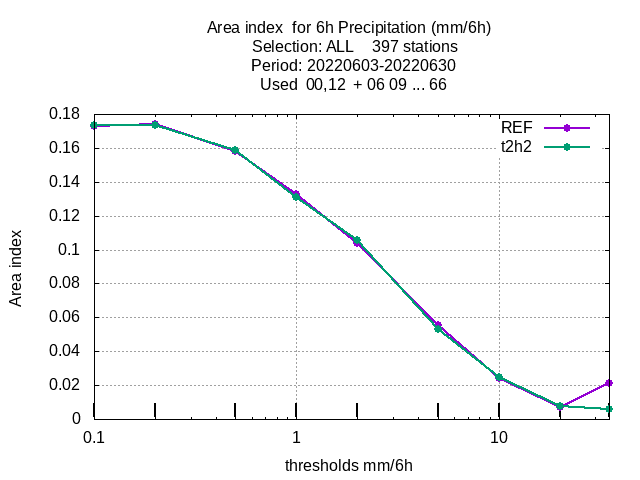 Area index  for 6h Precipitation (mm/6h)
Selection: ALL    397 stations
Period: 20220603-20220630
Used  00,12  + 06 09 ... 66
0.18
REF
t2h2
0.16
0.14
0.12
0.1
0.08
0.06
0.04
0.02
0
Area index
0.1 1 10
thresholds mm/6h